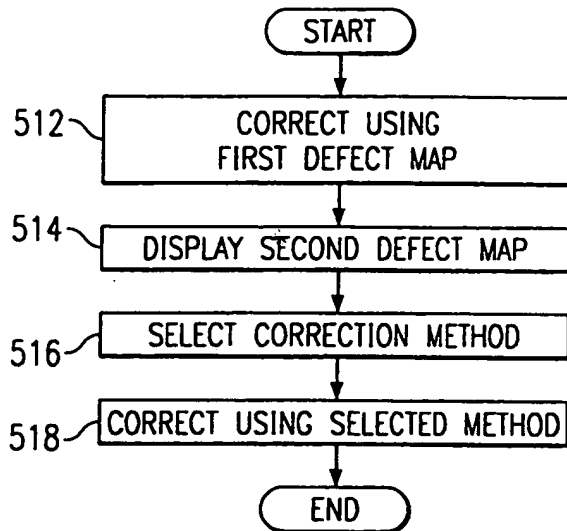 START
512
CORRECT USING
FIRST DEFECT MAP
514
DISPLAY SECOND DEFECT MAP
516
SELECT CORRECTION METHOD
518
CORRECT USING SELECTED METHOD
END